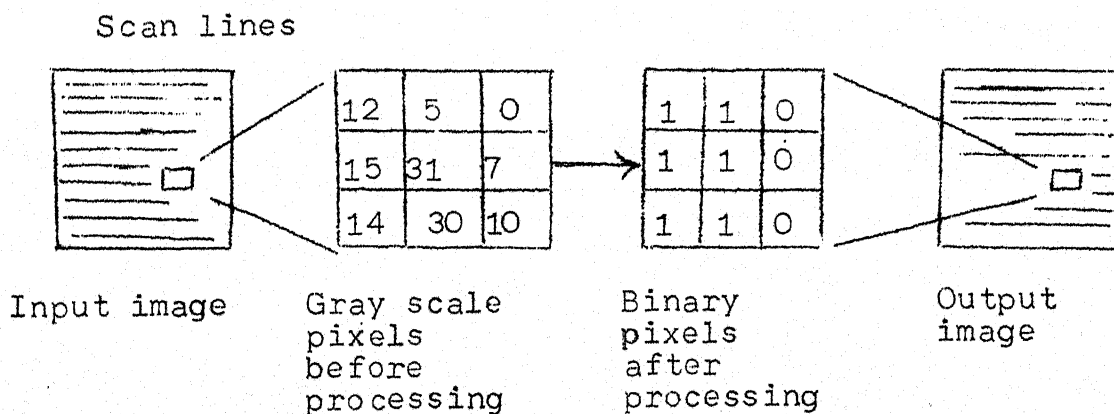 Scan lines
12 5 0 1 1 0
15 31 7 1 1 0
14 30 10 1 1 0
Input image Gray scale Binary Output
pixels pixels image
before after
processing processing